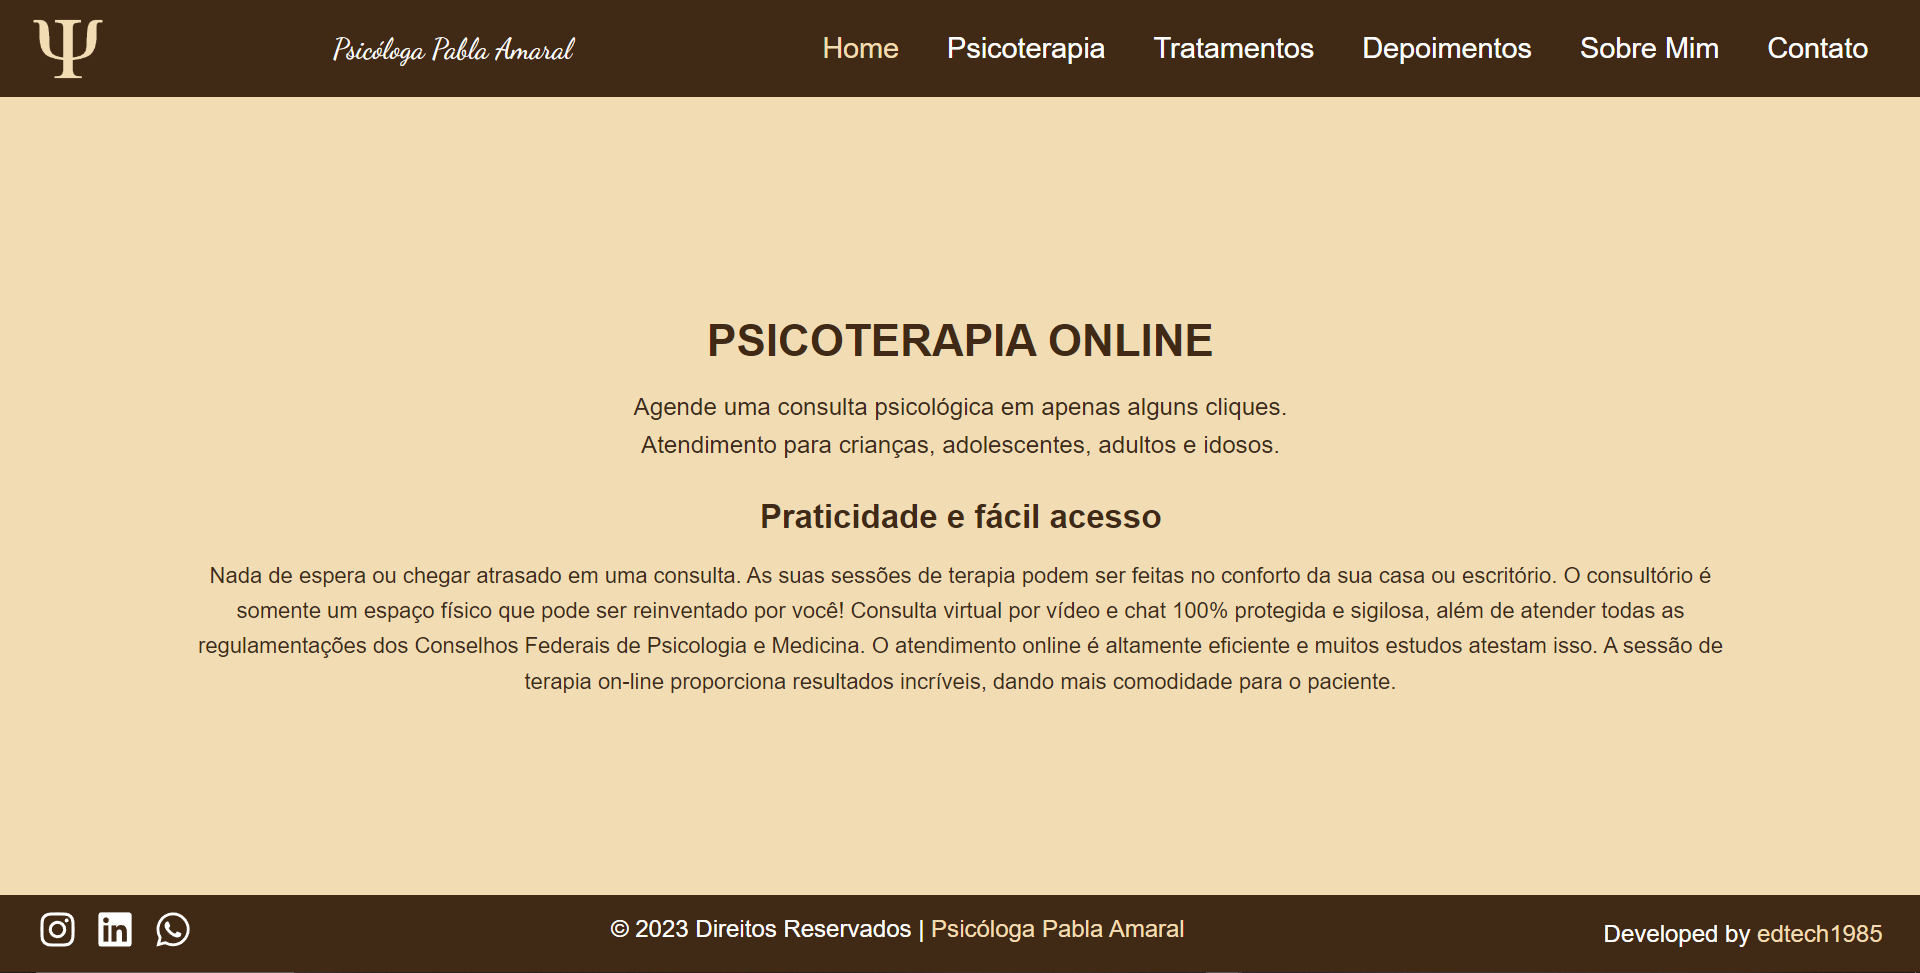 Ψ
Psicóloga Pabla Amaral
Home Psicoterapia Tratamentos Depoimentos Sobre Mim Contato
PSICOTERAPIA ONLINE
Agende uma consulta psicológica em apenas alguns cliques.
Atendimento para crianças, adolescentes, adultos e idosos.
Praticidade e fácil acesso
Nada de espera ou chegar atrasado em uma consulta. As suas sessões de terapia podem ser feitas no conforto da sua casa ou escritório. O consultório é
somente um espaço físico que pode ser reinventado por você! Consulta virtual por vídeo e chat 100% protegida e sigilosa, além de atender todas as
regulamentações dos Conselhos Federais de Psicologia e Medicina. O atendimento online é altamente eficiente e muitos estudos atestam isso. A sessão de
terapia on-line proporciona resultados incríveis, dando mais comodidade para o paciente.
in
© 2023 Direitos Reservados | Psicóloga Pabla Amaral
Developed by edtech1985